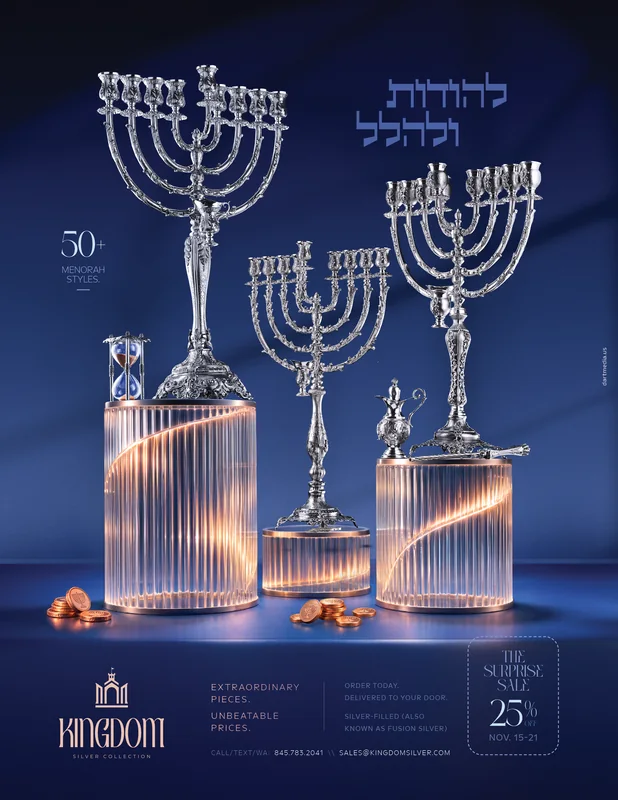 להודות
ולהלל
50+
MENORAH
STYLES.
dartmedia.us
KINGDOM
SILVER COLLECTION
EXTRAORDINARY
PIECES.
UNBEATABLE
PRICES.
ORDER TODAY.
DELIVERED TO YOUR DOOR.
SILVER-FILLED (ALSO
KNOWN AS FUSION SILVER)
CALL/TEXT/WA: 845.783.2041 \\ SALES@KINGDOMSILVER.COM
THE
SURPRISE
SALE
25%
OFF
NOV. 15-21